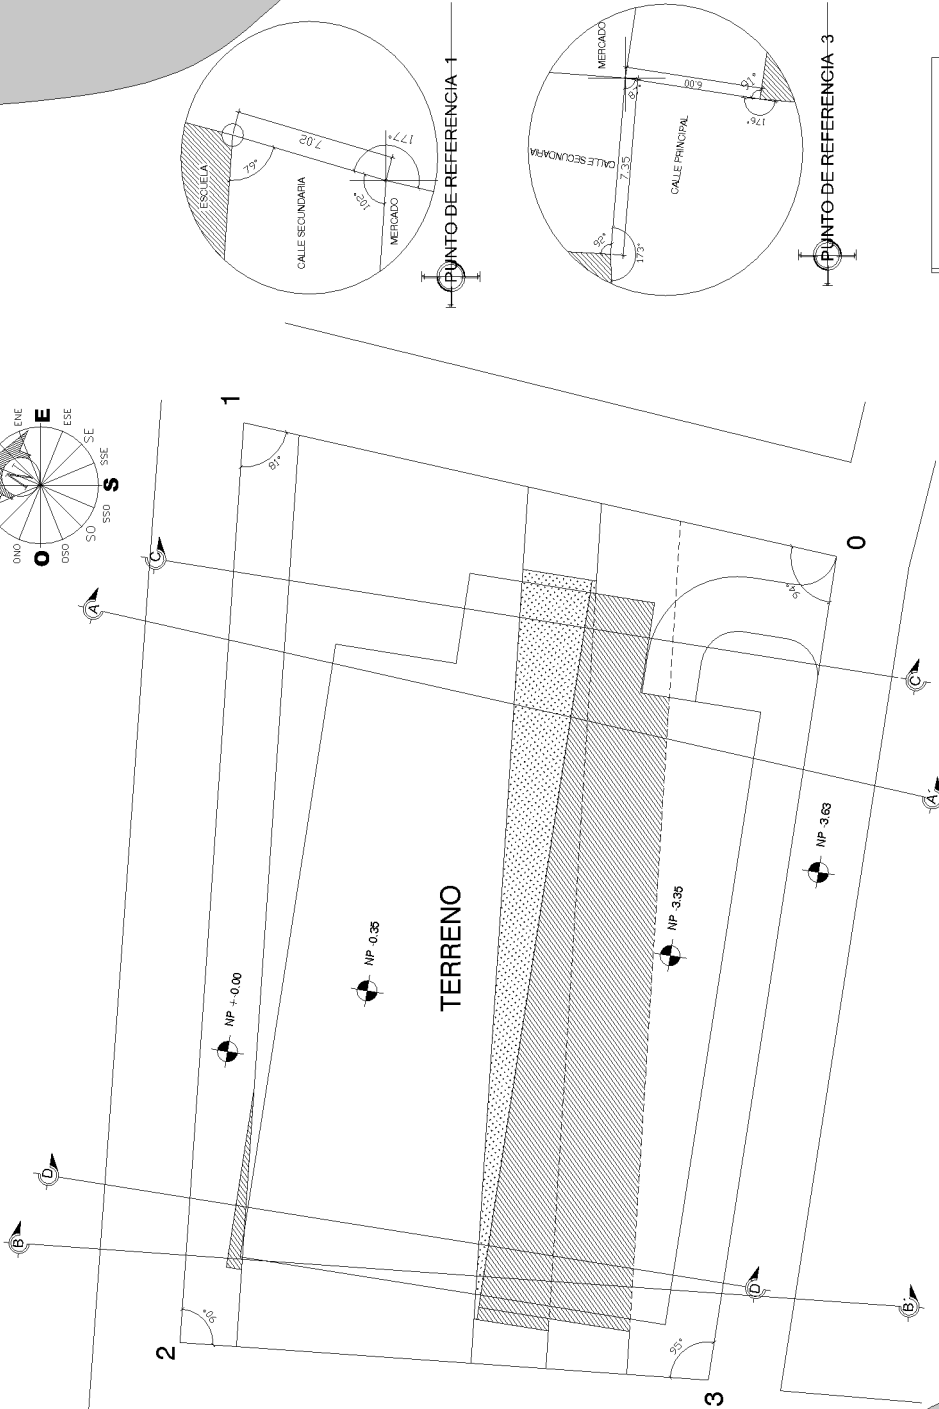 ESCUELA
79°
7.02
177°
102°
CALLE SECUNDARIA
MERCADO
PUNTO DE REFERENCIA 1
MERCADO
CALLE SECUNDARIA
7.35
6.00
91°
176°
CALLE PRINCIPAL
92°
173°
PUNTO DE REFERENCIA 3
ENE
E
ESE
SE
SSE
S
SSO
SO
OSO
O
ONO
1
81°
C
A
0
94°
C'
A'
NP -3.63
NP -3.35
TERRENO
NP -0.35
NP +-0.00
D
B
2
90°
95°
3
D'
B'